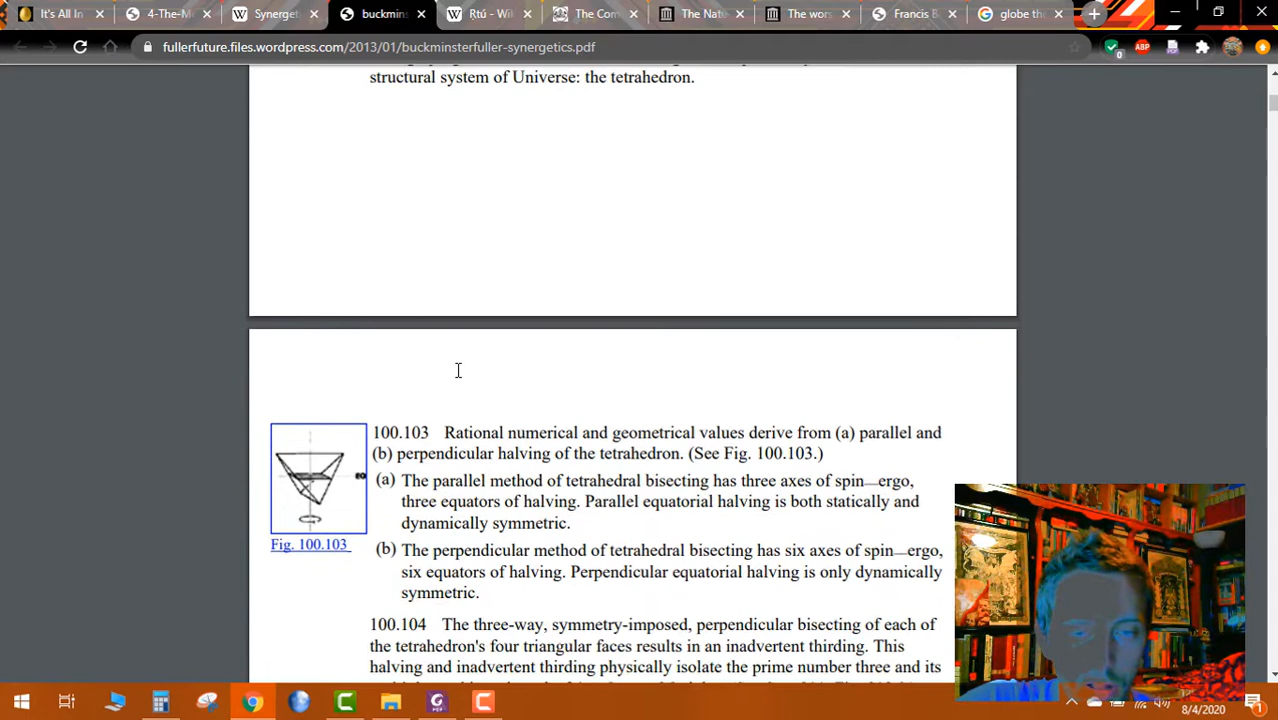 It's All In
4-The-M
Synerget
buckmins
Ṛtú - Wil
The Com
The Natu
The wors
Francis B
globe the
fullerfuture.files.wordpress.com/2013/01/buckminsterfuller-synergetics.pdf
0
ABP
structural system of Universe: the tetrahedron.
100.103 Rational numerical and geometrical values derive from (a) parallel and
(b) perpendicular halving of the tetrahedron. (See Fig. 100.103.)
(a) The parallel method of tetrahedral bisecting has three axes of spin—ergo,
three equators of halving. Parallel equatorial halving is both statically and
dynamically symmetric.
Fig. 100.103
(b) The perpendicular method of tetrahedral bisecting has six axes of spin—ergo,
six equators of halving. Perpendicular equatorial halving is only dynamically
symmetric.
100.104 The three-way, symmetry-imposed, perpendicular bisecting of each of
the tetrahedron's four triangular faces results in an inadvertent thirding. This
halving and inadvertent thirding physically isolate the prime number three and its
8/4/2020